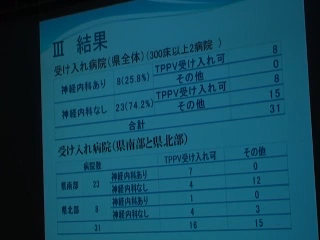 Ⅲ 結果
受け入れ病院(県全体)(300床以上2病院 )
神経内科あり 8(25.8%) TPPV受け入れ可 8
その他 0
神経内科なし 23(74.2%) TPPV受け入れ可 8
その他 15
合計 31
受け入れ病院(県南部と県北部)
病院数 TPPV受け入れ可 その他
県南部 23 神経内科あり 7 0
神経内科なし 4 12
県北部 8 神経内科あり 1 0
神経内科なし 4 3
31 16 15